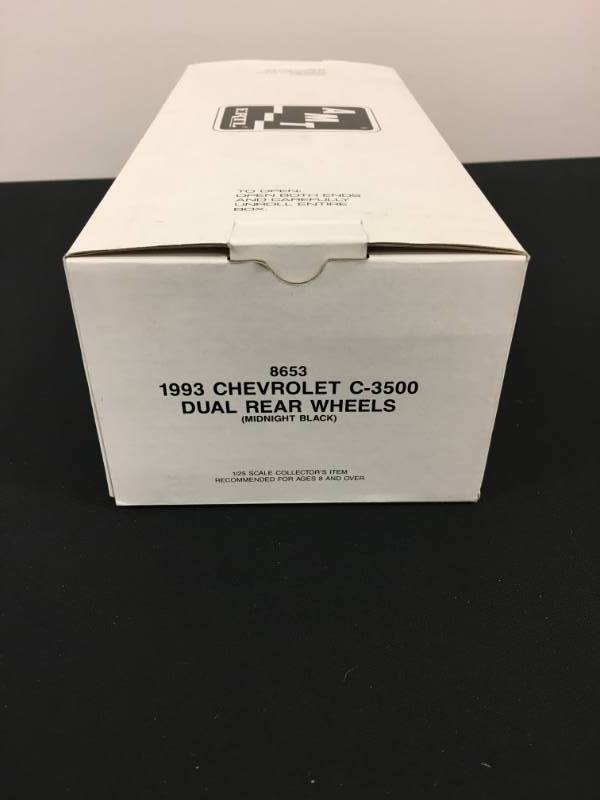 AMT
ERTL
TO OPEN:
OPEN BOTH ENDS
AND CAREFULLY
UNROLL ENTIRE
BOX.
8653
1993 CHEVROLET C-3500
DUAL REAR WHEELS
(MIDNIGHT BLACK)
1/25 SCALE COLLECTOR'S ITEM
RECOMMENDED FOR AGES 8 AND OVER